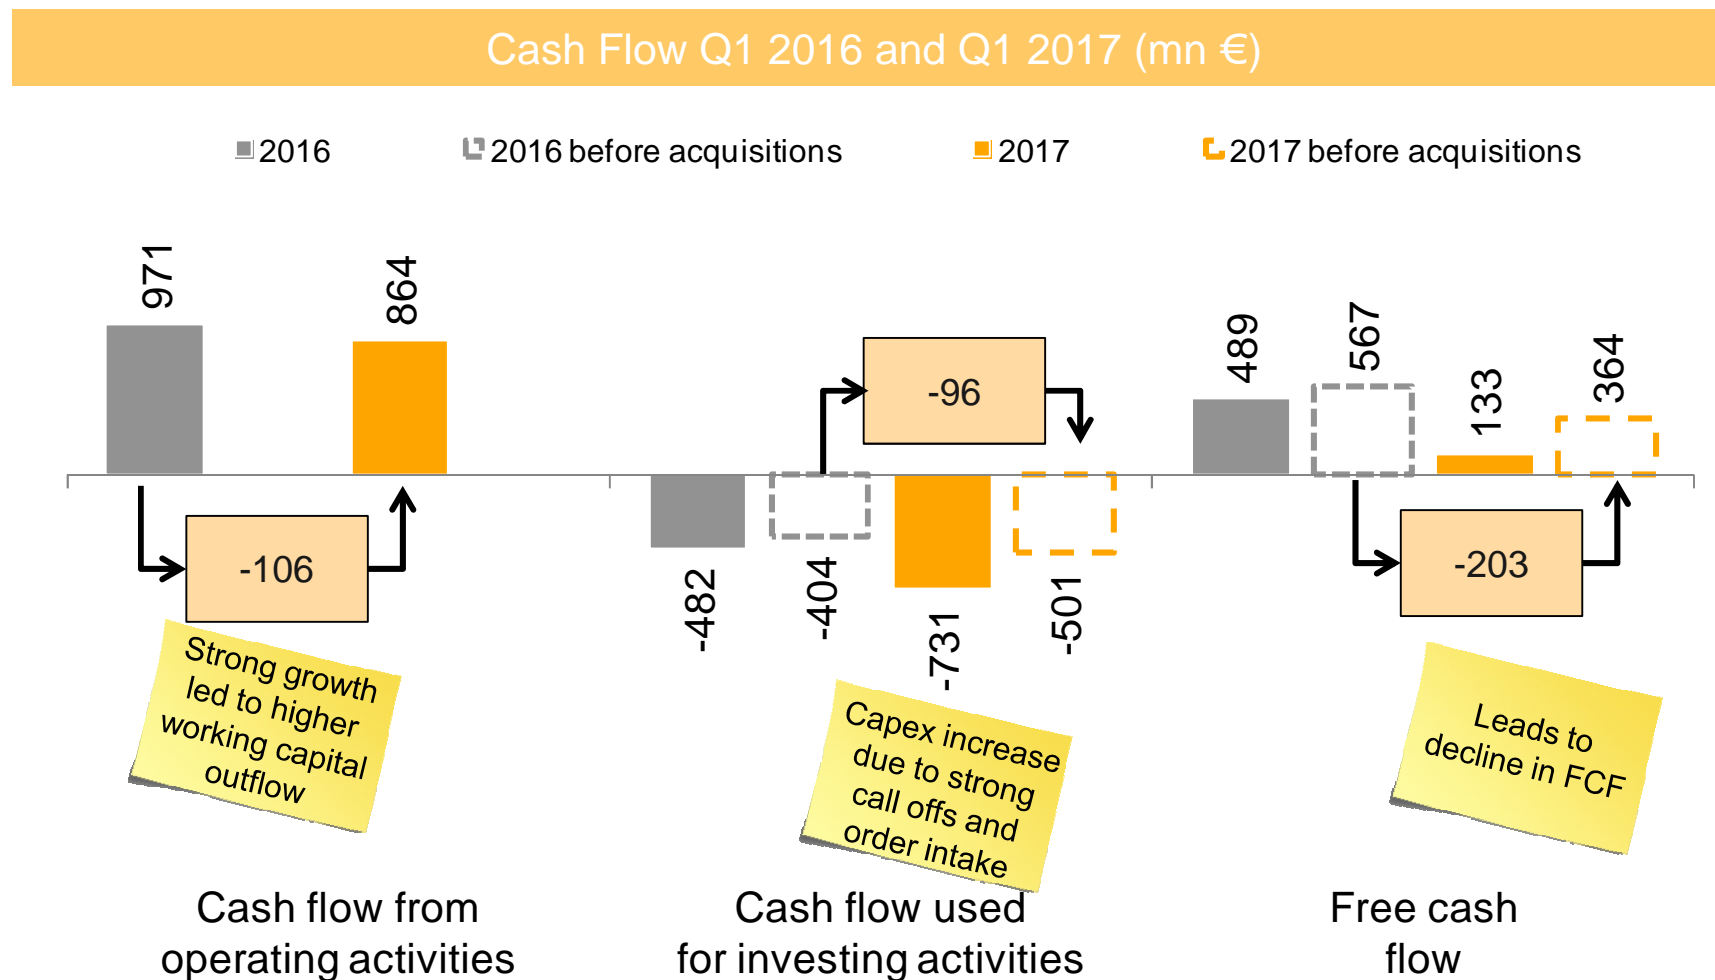 Cash Flow Q1 2016 and Q1 2017 (mn €)
2016
2016 before acquisitions
2017
2017 before acquisitions
971
864
-106
Strong growth
led to higher
working capital
outflow
Cash flow from
operating activities
-482
-404
-96
-731
-501
Capex increase
due to strong
call offs and
order intake
Cash flow used
for investing activities
489
567
133
364
-203
Leads to
decline in FCF
Free cash
flow